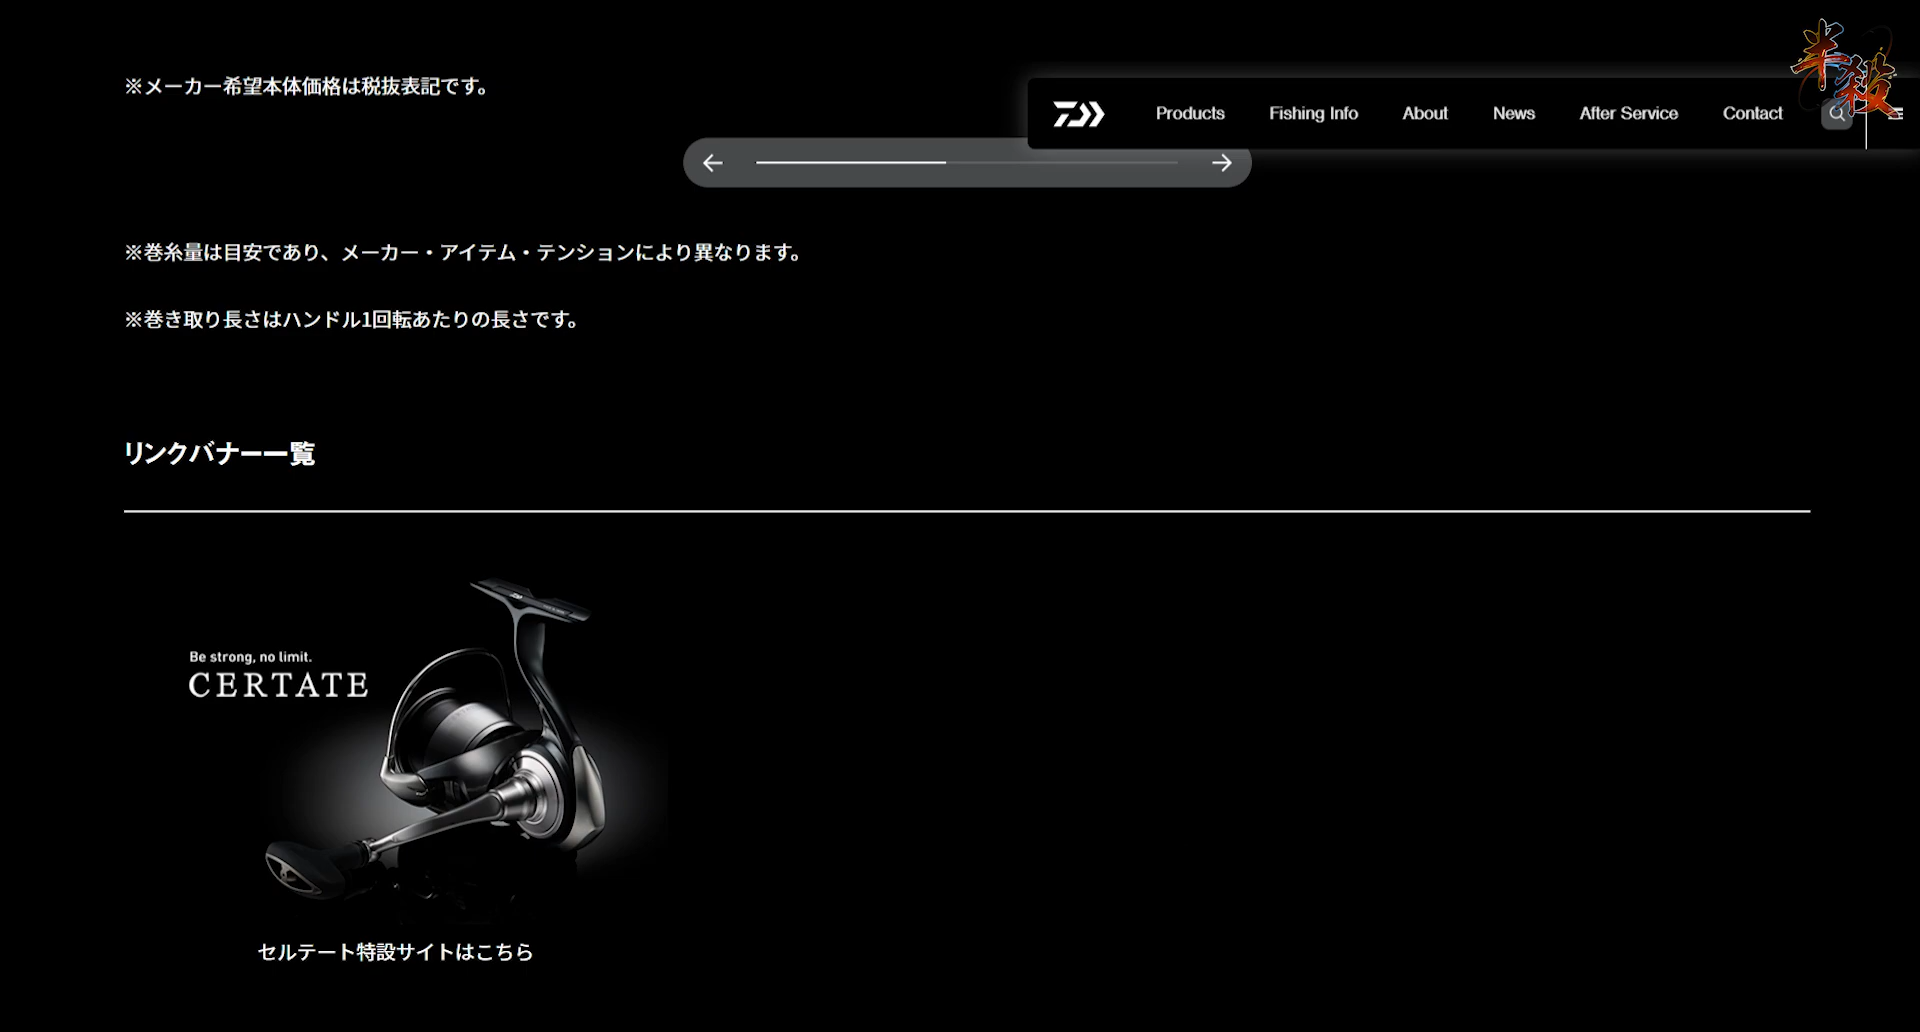 ※メーカー希望本体価格は税抜表記です。
半殺
Products Fishing Info About News After Service Contact
※巻糸量は目安であり、メーカー・アイテム・テンションにより異なります。
※巻き取り長さはハンドル1回転あたりの長さです。
リンクバナー一覧
Be strong, no limit.
CERTATE
セルテート特設サイトはこちら